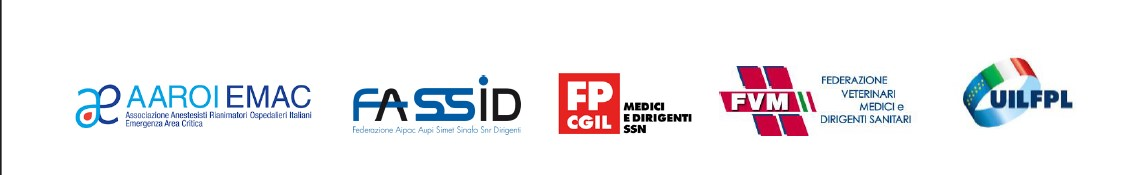 AAROI EMAC
Associazione Anestesisti Rianimatori Ospedalieri Italiani
Emergenza Area Critica
FASSID
Federazione Aipac Aupi Simet Sinafo Snr Dirigenti
FP
CGIL
MEDICI
E DIRIGENTI
SSN
FVM
FEDERAZIONE
VETERINARI
MEDICI e
DIRIGENTI SANITARI
UILFPL